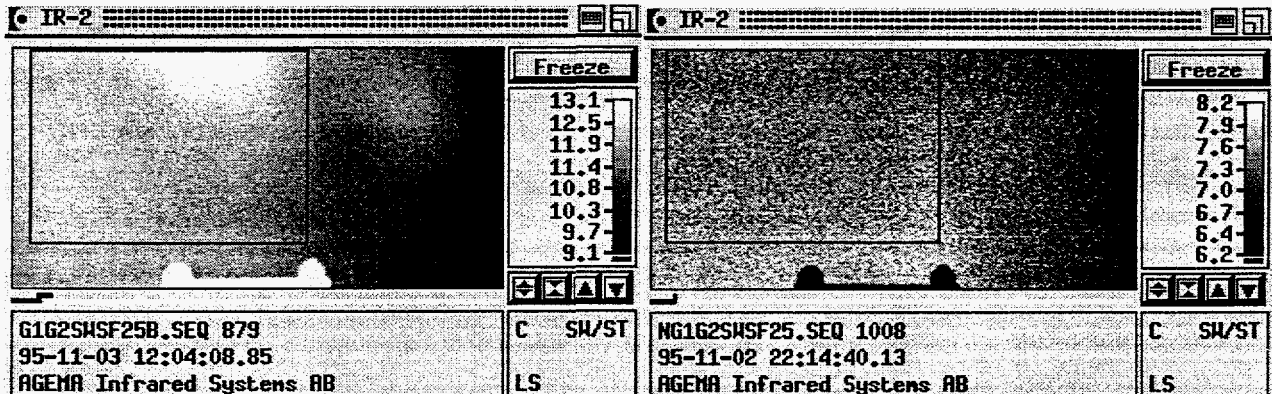 IR-2
Freeze
13.1
12.5
11.9
11.4
10.8
10.3
9.7
9.1
G1G2SWSF25B.SEQ 879
95-11-03 12:04:08.85
AGEMA Infrared Systems AB
C SW/ST
LS
IR-2
Freeze
8.2
7.9
7.6
7.3
7.0
6.7
6.4
6.2
NG1G2SWSF25.SEQ 1008
95-11-02 22:14:40.13
AGEMA Infrared Systems AB
C SW/ST
LS